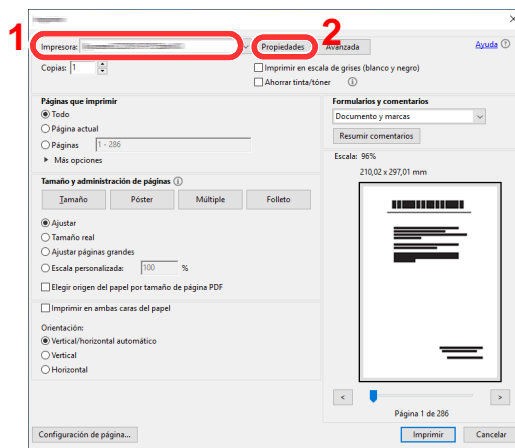 1
2
Impresora:
Propiedades
Avanzada
Ayuda
Copias: 1
Imprimir en escala de grises (blanco y negro)
Ahorrar tinta/tóner
Páginas que imprimir
Todo
Página actual
Páginas 1 - 286
Más opciones
Tamaño y administración de páginas
Tamaño Póster Múltiple Folleto
Ajustar
Tamaño real
Ajustar páginas grandes
Escala personalizada: 100 %
Elegir origen del papel por tamaño de página PDF
Imprimir en ambas caras del papel
Orientación:
Vertical/horizontal automático
Vertical
Horizontal
Formularios y comentarios
Documento y marcas
Resumir comentarios
Escala: 96%
210,02 x 297,01 mm
< >
Página 1 de 286
Configuración de página...
Imprimir Cancelar